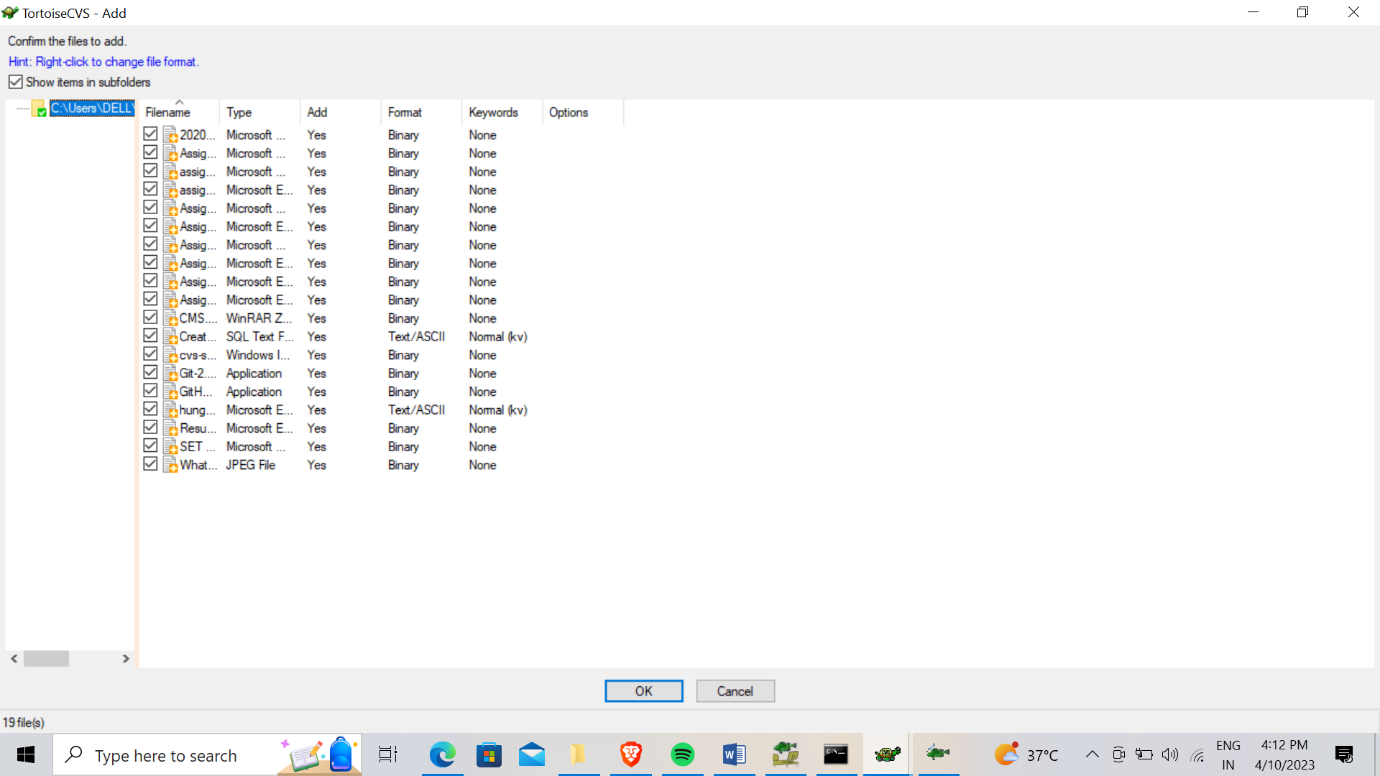 TortoiseCVS - Add
Confirm the files to add.
Hint: Right-click to change file format.
Show items in subfolders
C:\Users\DELL\
Filename Type Add Format Keywords Options
2020... Microsoft ... Yes Binary None
Assig... Microsoft ... Yes Binary None
assig... Microsoft ... Yes Binary None
assig... Microsoft E... Yes Binary None
Assig... Microsoft ... Yes Binary None
Assig... Microsoft E... Yes Binary None
Assig... Microsoft ... Yes Binary None
Assig... Microsoft E... Yes Binary None
Assig... Microsoft E... Yes Binary None
Assig... Microsoft E... Yes Binary None
CMS.... WinRAR Z... Yes Binary None
Creat... SQL Text F... Yes Text/ASCII Normal (kv)
cvs-s... Windows I... Yes Binary None
Git-2.... Application Yes Binary None
GitH... Application Yes Binary None
hung... Microsoft E... Yes Text/ASCII Normal (kv)
Resu... Microsoft E... Yes Binary None
SET ... Microsoft ... Yes Binary None
What... JPEG File Yes Binary None
OK Cancel
19 file(s)
Type here to search
37°C
ENG
IN
4:12 PM
4/10/2023